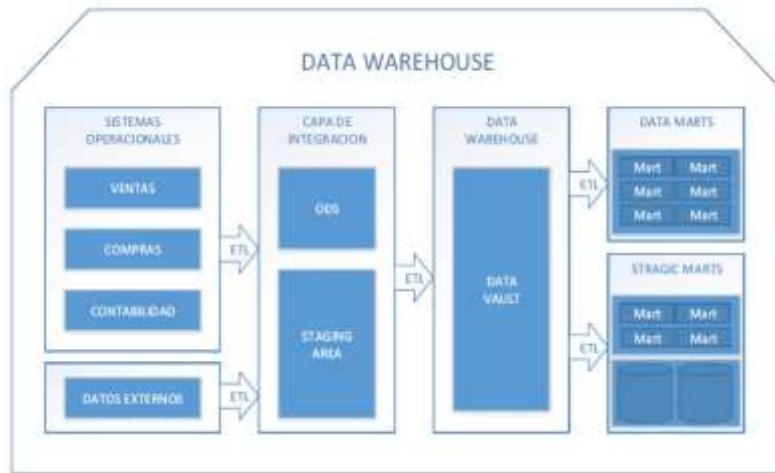 DATA WAREHOUSE
SISTEMAS
OPERACIONALES
VENTAS
COMPRAS
CONTABILIDAD
DATOS EXTERNOS
ETL
ETL
CAPA DE
INTEGRACION
ODS
STAGING
AREA
ETL
DATA
WAREHOUSE
DATA
VAULT
ETL
ETL
DATA MARTS
Mart Mart
Mart Mart
Mart Mart
STRAGIC MARTS
Mart Mart
Mart Mart